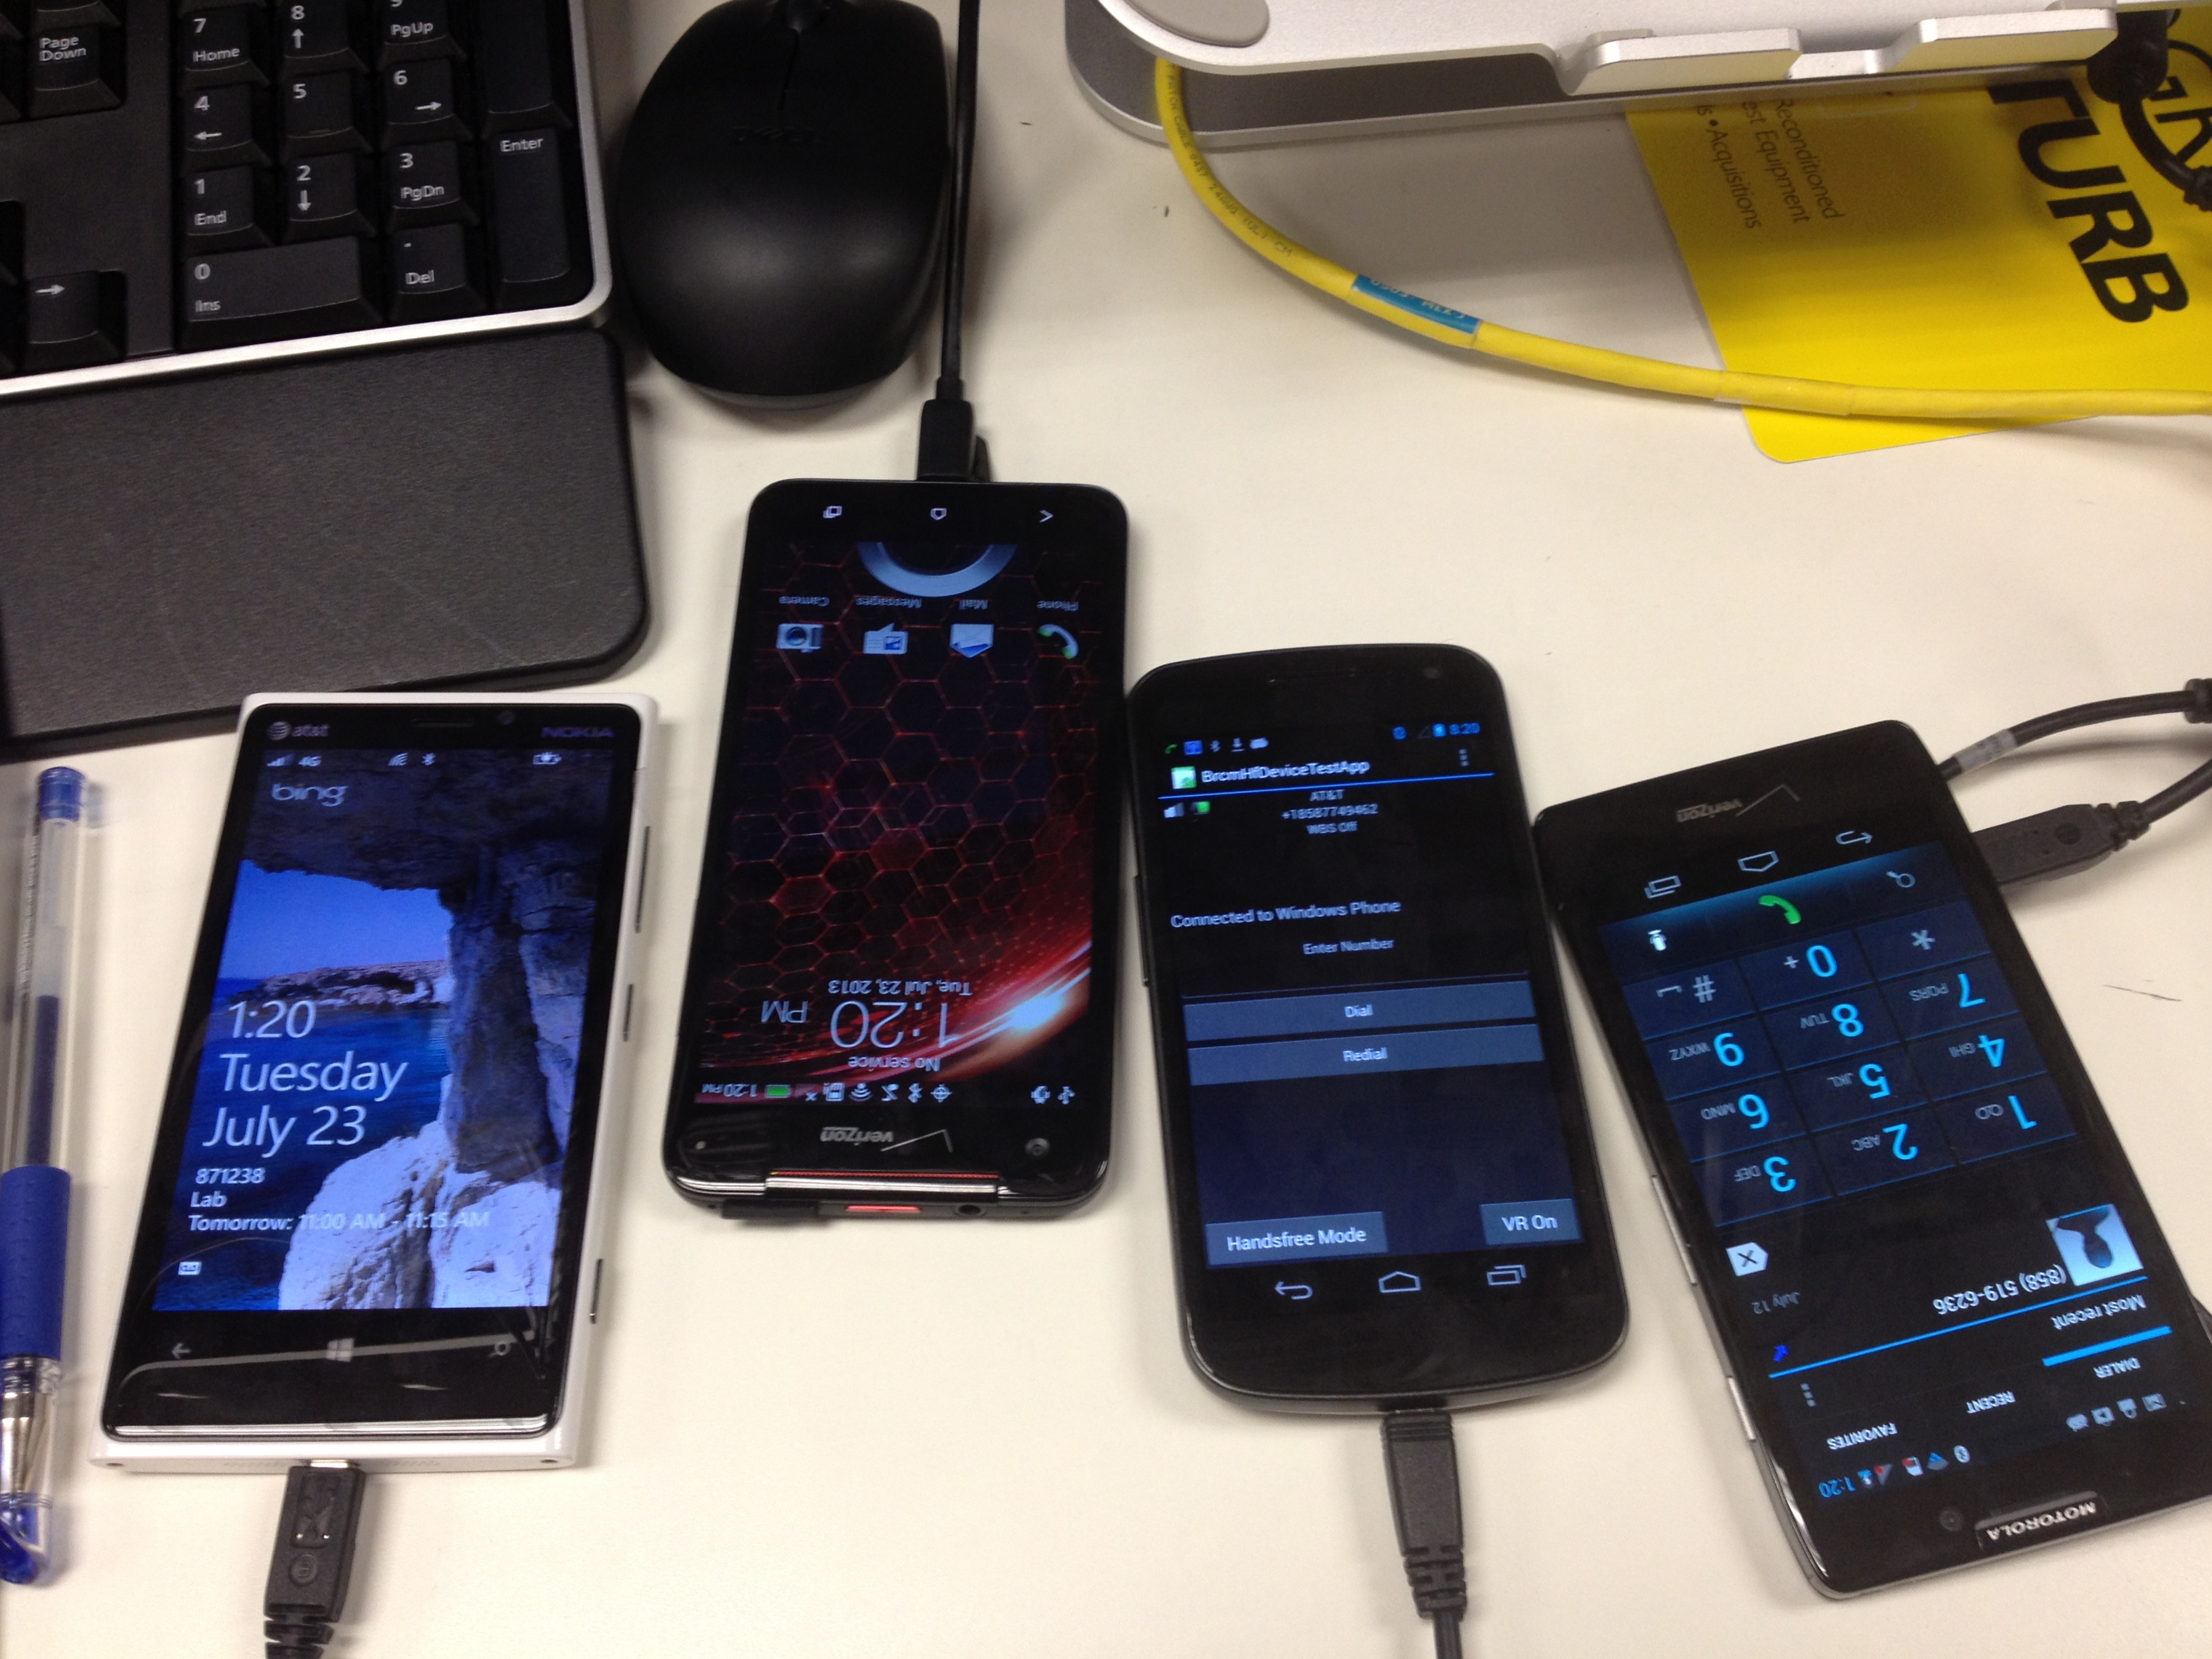 Page
Down
7
Home
8
9
PgUp
4
5
6
Enter
1
End
2
3
PgDn
0
Ins
.
Del
DELL
TURB
Reconditioned
est Equipment
s • Acquisitions
at&t
NOKIA
4G
bing
1:20
Tuesday
July 23
871238
Lab
Tomorrow: 11:00 AM - 11:15 AM
verizon
1:20 PM
No service
1:20 PM
Tue, Jul 23, 2013
Phone
Mail
Messages
Camera
8:20
BrcmHfDeviceTestApp
AT&T
+18587749462
WBS Off
Connected to Windows Phone
Enter Number
Dial
Redial
Handsfree Mode
VR On
MOTOROLA
1:20
DIALER
RECENT
FAVORITES
Most recent
(858) 519-6236
July 12
1
2 ABC
3 DEF
4 GHI
5 JKL
6 MNO
7 PQRS
8 TUV
9 WXYZ
*
0 +
#
verizon